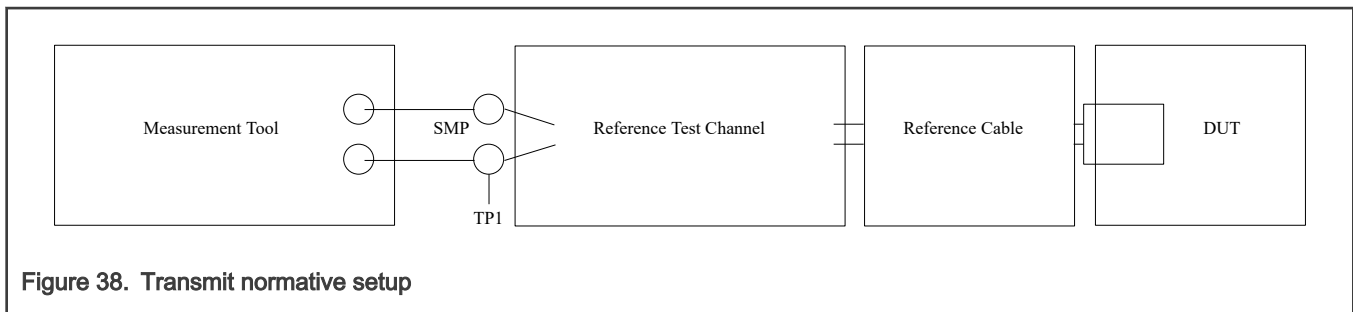 Measurement Tool
SMP
Reference Test Channel
Reference Cable
DUT
TP1
Figure 38. Transmit normative setup